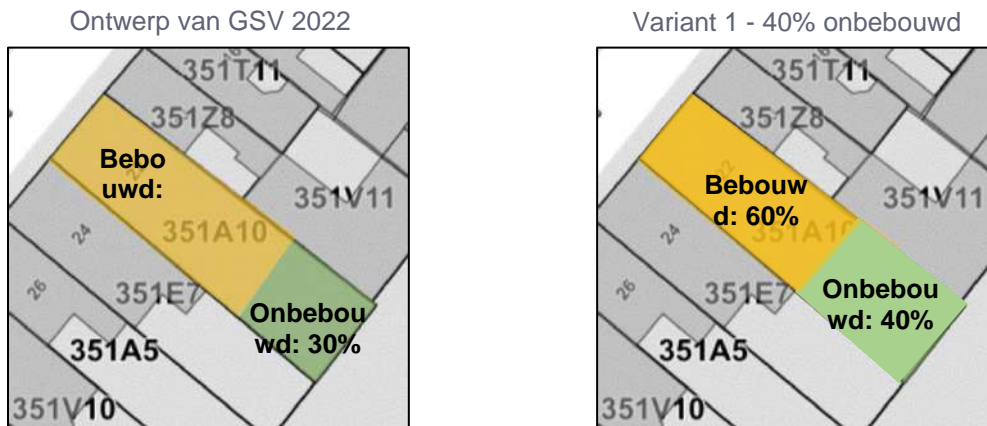 Ontwerp van GSV 2022
351T11
351Z8
Bebo
uwd:
351V11
24
351A10
26
351E7
Onbebou
wd: 30%
351A5
351V10
Variant 1 - 40% onbebouwd
351T11
351Z8
Bebouw
d: 60%
351V11
24
351A10
26
351E7
Onbebou
wd: 40%
351A5
351V10